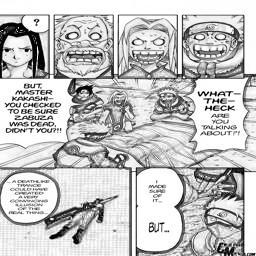 ?
BUT,
MASTER
KAKASHI—
YOU CHECKED
TO BE SURE
ZABUZA
WAS DEAD,
DIDN'T YOU?!!
WHAT—
THE—
HECK
ARE YOU
TALKING
ABOUT?!
...A DEATHLIKE
TRANCE
COULD HAVE
CREATED A
VERY
CONVINCING
ILLUSION OF
THE REAL
THING...
I
MADE
SURE
OF
IT...
BUT...